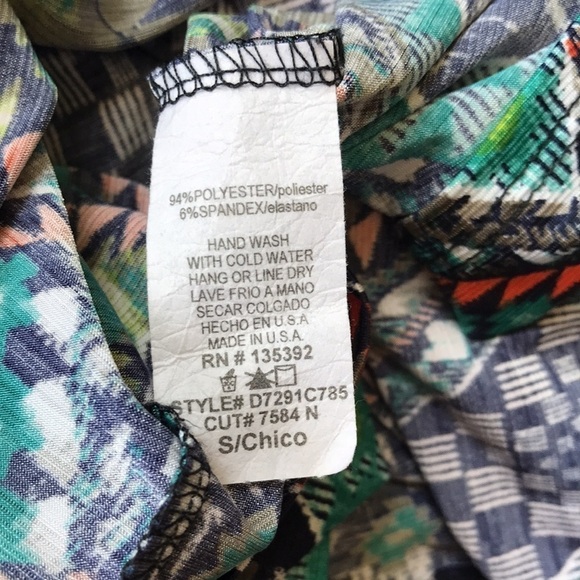 94%POLYESTER/poliester
6%SPANDEX/elastano
HAND WASH
WITH COLD WATER
HANG OR LINE DRY
LAVE FRIO A MANO
SECAR COLGADO
HECHO EN U.S.A
MADE IN U.S.A.
RN # 135392
STYLE# D7291C785
CUT# 7584 N
S/Chico